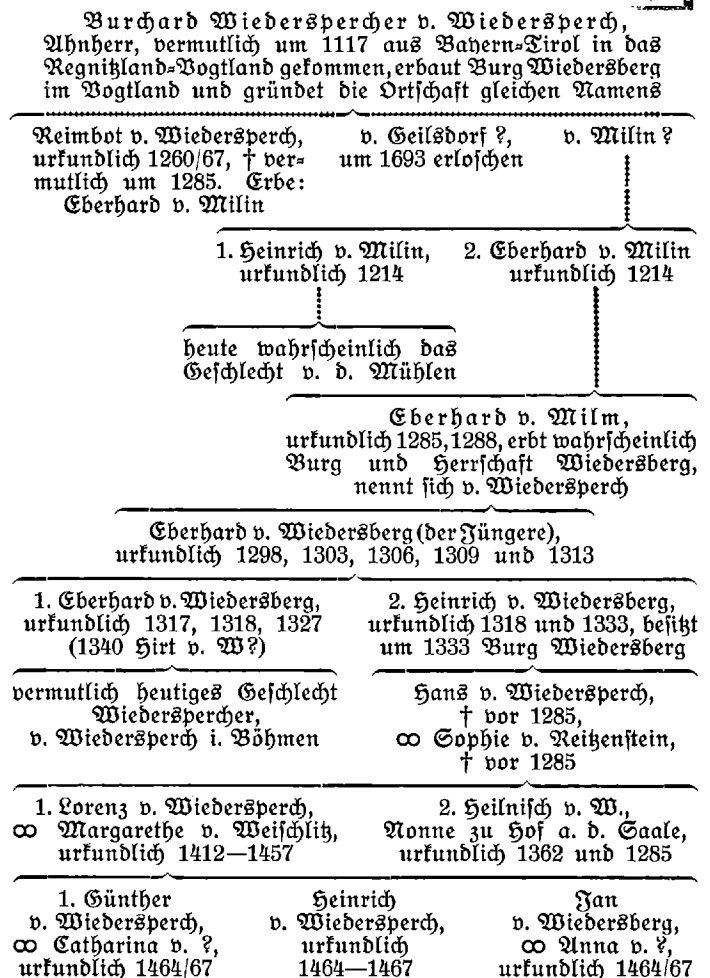 Burchard Wiederspercher v. Wiedersperch,
Ahnherr, vermutlich um 1117 aus Bayern-Tirol in das
Regnitzland-Vogtland gekommen, erbaut Burg Wiedersberg
im Vogtland und gründet die Ortschaft gleichen Namens
Reimbot v. Wiedersperch,
urkundlich 1260/67, † ver-
mutlich um 1285. Erbe:
Eberhard v. Milin
v. Geilsdorf ?,
um 1693 erloschen
v. Milin ?
1. Heinrich v. Milin,
urkundlich 1214
2. Eberhard v. Milin
urkundlich 1214
heute wahrscheinlich das
Geschlecht v. d. Mühlen
Eberhard v. Milm,
urkundlich 1285, 1288, erbt wahrscheinlich
Burg und Herrschaft Wiedersberg,
nennt sich v. Wiedersperch
Eberhard v. Wiedersberg (der Jüngere),
urkundlich 1298, 1303, 1306, 1309 und 1313
1. Eberhard v. Wiedersberg,
urkundlich 1317, 1318, 1327
(1340 Hirt v. W?)
2. Heinrich v. Wiedersberg,
urkundlich 1318 und 1333, besitzt
um 1333 Burg Wiedersberg
vermutlich heutiges Geschlecht
Wiederspercher,
v. Wiedersperch i. Böhmen
Hans v. Wiedersperch,
† vor 1285,
∞ Sophie v. Reitzenstein,
† vor 1285
1. Lorenz v. Wiedersperch,
∞ Margarethe v. Weischlitz,
urkundlich 1412—1457
2. Heilnisch v. W.,
Nonne zu Hof a. d. Saale,
urkundlich 1362 und 1285
1. Günther
v. Wiedersperch,
∞ Catharina v. ?,
urkundlich 1464/67
Heinrich
v. Wiedersperch,
urkundlich
1464—1467
Jan
v. Wiedersberg,
∞ Anna v. ?,
urkundlich 1464/67